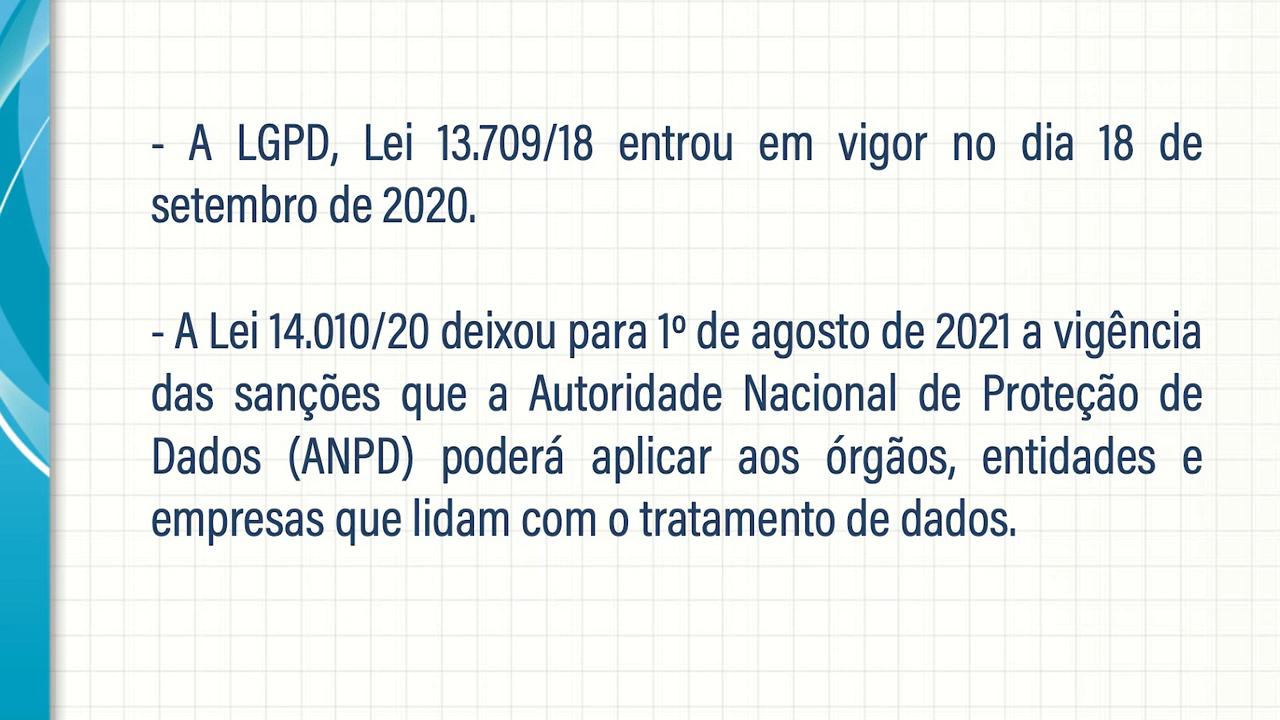 - A LGPD, Lei 13.709/18 entrou em vigor no dia 18 de
setembro de 2020.
- A Lei 14.010/20 deixou para 1º de agosto de 2021 a vigência
das sanções que a Autoridade Nacional de Proteção de
Dados (ANPD) poderá aplicar aos órgãos, entidades e
empresas que lidam com o tratamento de dados.